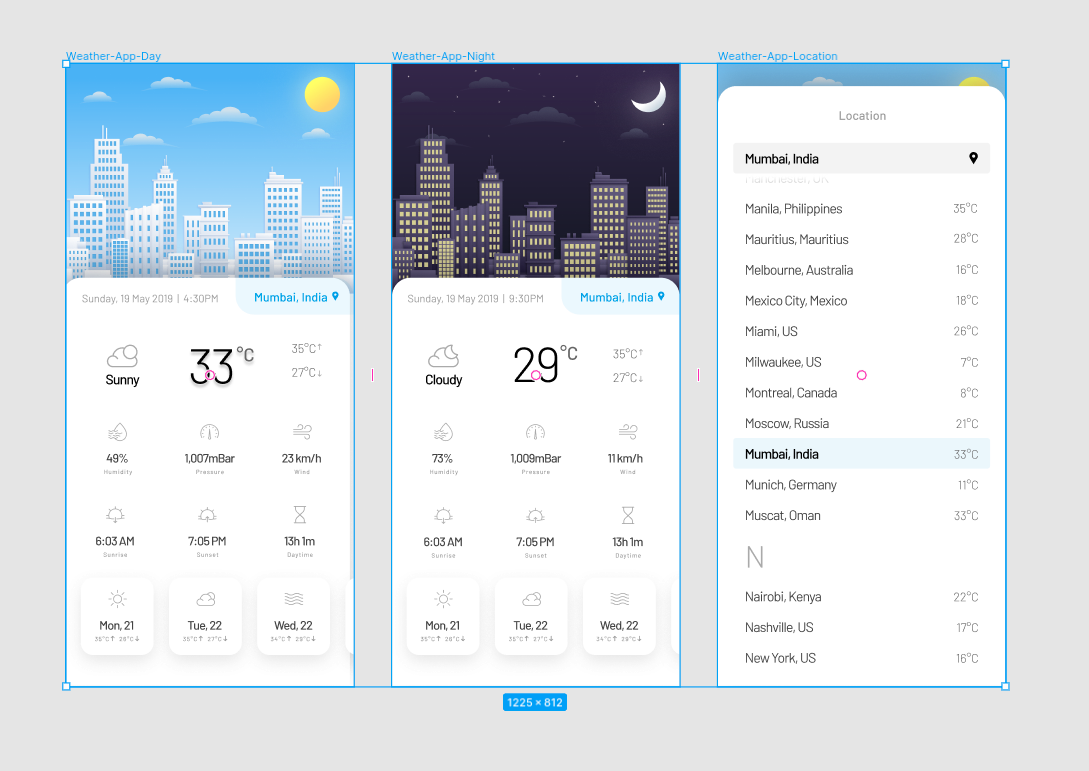 Weather-App-Day
Sunday, 19 May 2019 | 4:30PM
Mumbai, India
Sunny
33°C
35°C↑
27°C↓
49%
Humidity
1,007mBar
Pressure
23 km/h
Wind
6:03 AM
Sunrise
7:05 PM
Sunset
13h 1m
Daytime
Mon, 21
35°C↑ 26°C↓
Tue, 22
35°C↑ 27°C↓
Wed, 22
34°C↑ 29°C↓
Weather-App-Night
Sunday, 19 May 2019 | 9:30PM
Mumbai, India
Cloudy
29°C
35°C↑
27°C↓
73%
Humidity
1,009mBar
Pressure
11 km/h
Wind
6:03 AM
Sunrise
7:05 PM
Sunset
13h 1m
Daytime
Mon, 21
Tue, 22
Wed, 22
Weather-App-Location
Location
Mumbai, India
Manchester, UK
Manila, Philippines 35°C
Mauritius, Mauritius 28°C
Melbourne, Australia 16°C
Mexico City, Mexico 18°C
Miami, US 26°C
Milwaukee, US 7°C
Montreal, Canada 8°C
Moscow, Russia 21°C
Mumbai, India 33°C
Munich, Germany 11°C
Muscat, Oman 33°C
N
Nairobi, Kenya 22°C
Nashville, US 17°C
New York, US 16°C
1225 × 812